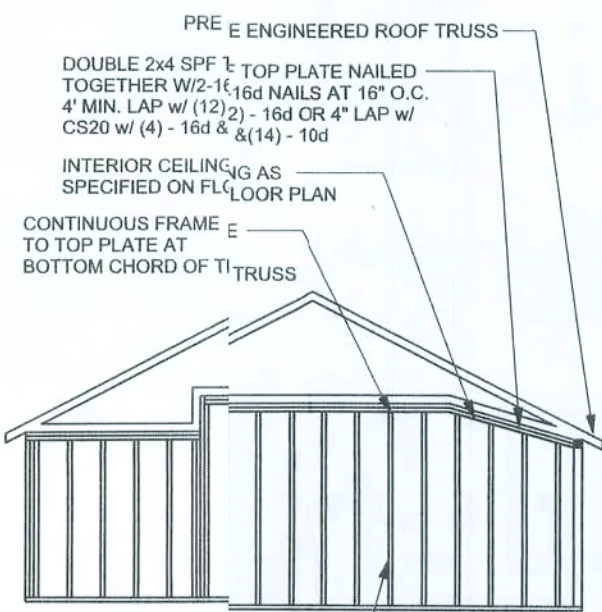 PRE E ENGINEERED ROOF TRUSS
DOUBLE 2x4 SPF T E TOP PLATE NAILED
TOGETHER W/2-16 16d NAILS AT 16" O.C.
4' MIN. LAP w/ (12) 2) - 16d OR 4" LAP w/
CS20 w/ (4) - 16d & &(14) - 10d
INTERIOR CEILING NG AS
SPECIFIED ON FLO LOOR PLAN
CONTINUOUS FRAME E
TO TOP PLATE AT
BOTTOM CHORD OF T TRUSS